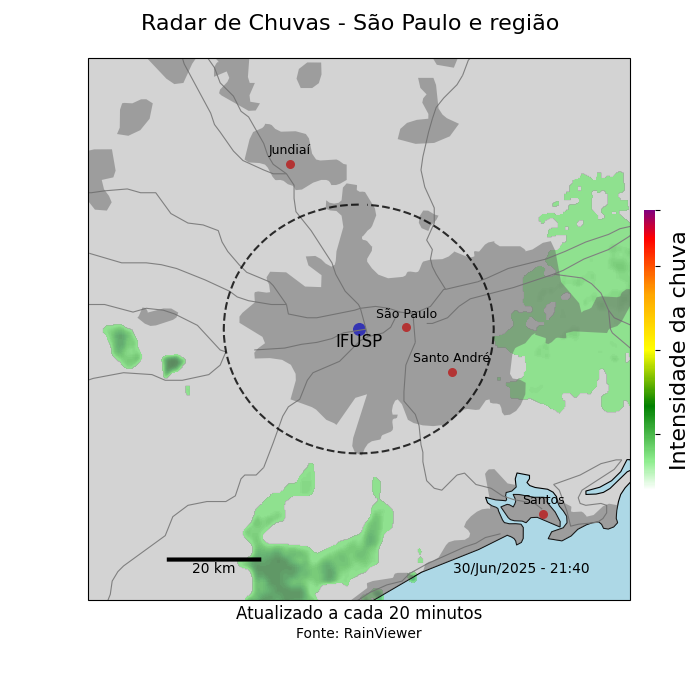 Radar de Chuvas - São Paulo e região
Jundiaí
São Paulo
IFUSP
Santo André
Intensidade da chuva
Santos
20 km
30/Jun/2025 - 21:40
Atualizado a cada 20 minutos
Fonte: RainViewer